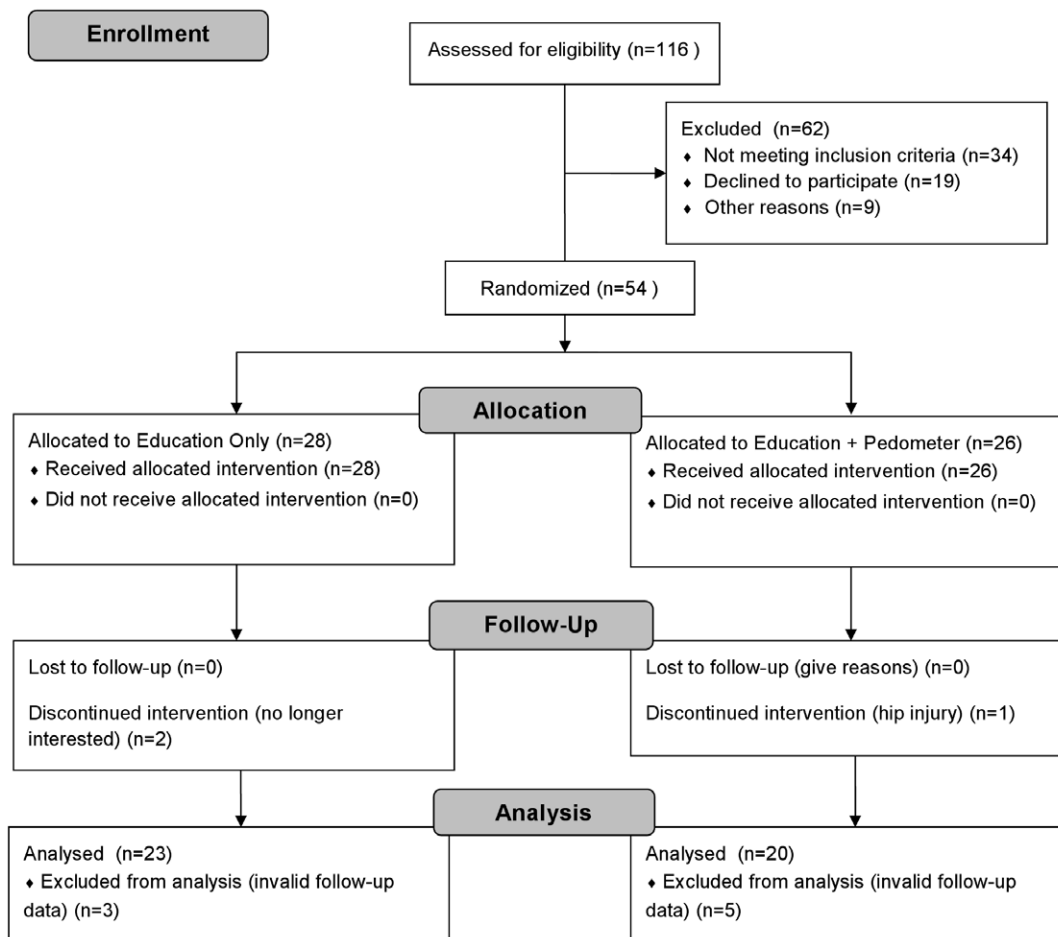 Enrollment
Assessed for eligibility (n=116 )
Excluded (n=62)
♦ Not meeting inclusion criteria (n=34)
♦ Declined to participate (n=19)
♦ Other reasons (n=9)
Randomized (n=54 )
Allocation
Allocated to Education Only (n=28)
♦ Received allocated intervention (n=28)
♦ Did not receive allocated intervention (n=0)
Allocated to Education + Pedometer (n=26)
♦ Received allocated intervention (n=26)
♦ Did not receive allocated intervention (n=0)
Follow-Up
Lost to follow-up (n=0)
Discontinued intervention (no longer
interested) (n=2)
Lost to follow-up (give reasons) (n=0)
Discontinued intervention (hip injury) (n=1)
Analysis
Analysed (n=23)
♦ Excluded from analysis (invalid follow-up
data) (n=3)
Analysed (n=20)
♦ Excluded from analysis (invalid follow-up
data) (n=5)